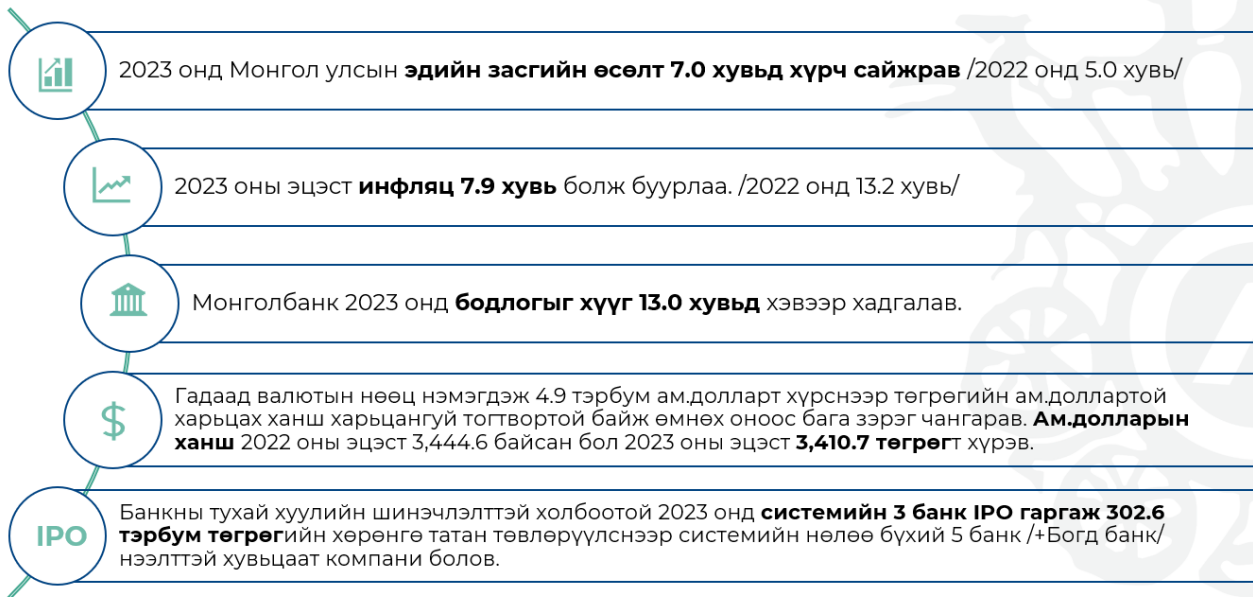 2023 онд Монгол улсын эдийн засгийн өсөлт 7.0 хувьд хүрч сайжрав /2022 онд 5.0 хувь/
2023 оны эцэст инфляц 7.9 хувь болж буурлаа. /2022 онд 13.2 хувь/
Монголбанк 2023 онд бодлогыг хүүг 13.0 хувьд хэвээр хадгалав.
Гадаад валютын нөөц нэмэгдэж 4.9 тэрбум ам.долларт хүрснээр төгрөгийн ам.доллартой
харьцах ханш харьцангуй тогтвортой байж өмнөх оноос бага зэрэг чангарав. Ам.долларын
ханш 2022 оны эцэст 3,444.6 байсан бол 2023 оны эцэст 3,410.7 төгрөгт хүрэв.
IPO
Банкны тухай хуулийн шинэчлэлттэй холбоотой 2023 онд системийн 3 банк IPO гаргаж 302.6
тэрбум төгрөгийн хөрөнгө татан төвлөрүүлснээр системийн нөлөө бүхий 5 банк /+Богд банк/
нээлттэй хувьцаат компани болов.